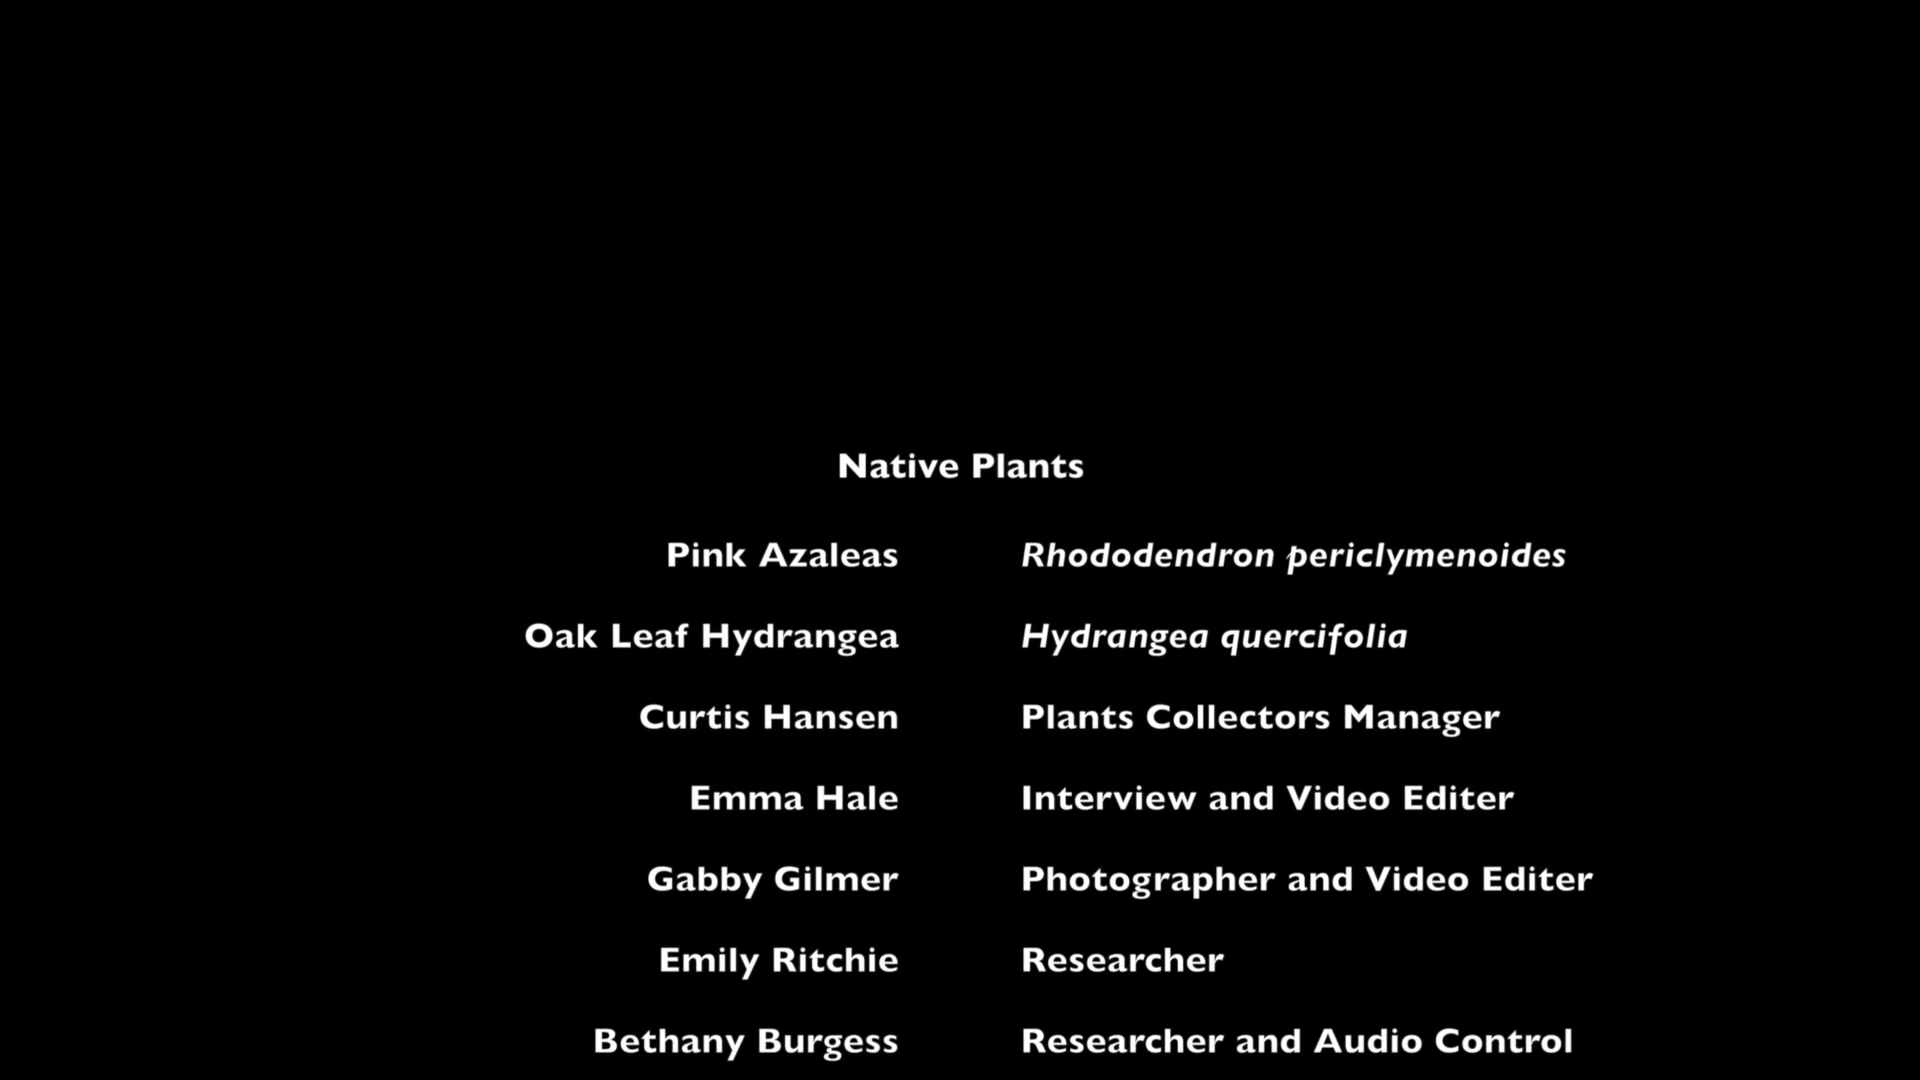 Native Plants
Pink Azaleas Rhododendron periclymenoides
Oak Leaf Hydrangea Hydrangea quercifolia
Curtis Hansen Plants Collectors Manager
Emma Hale Interview and Video Editer
Gabby Gilmer Photographer and Video Editer
Emily Ritchie Researcher
Bethany Burgess Researcher and Audio Control